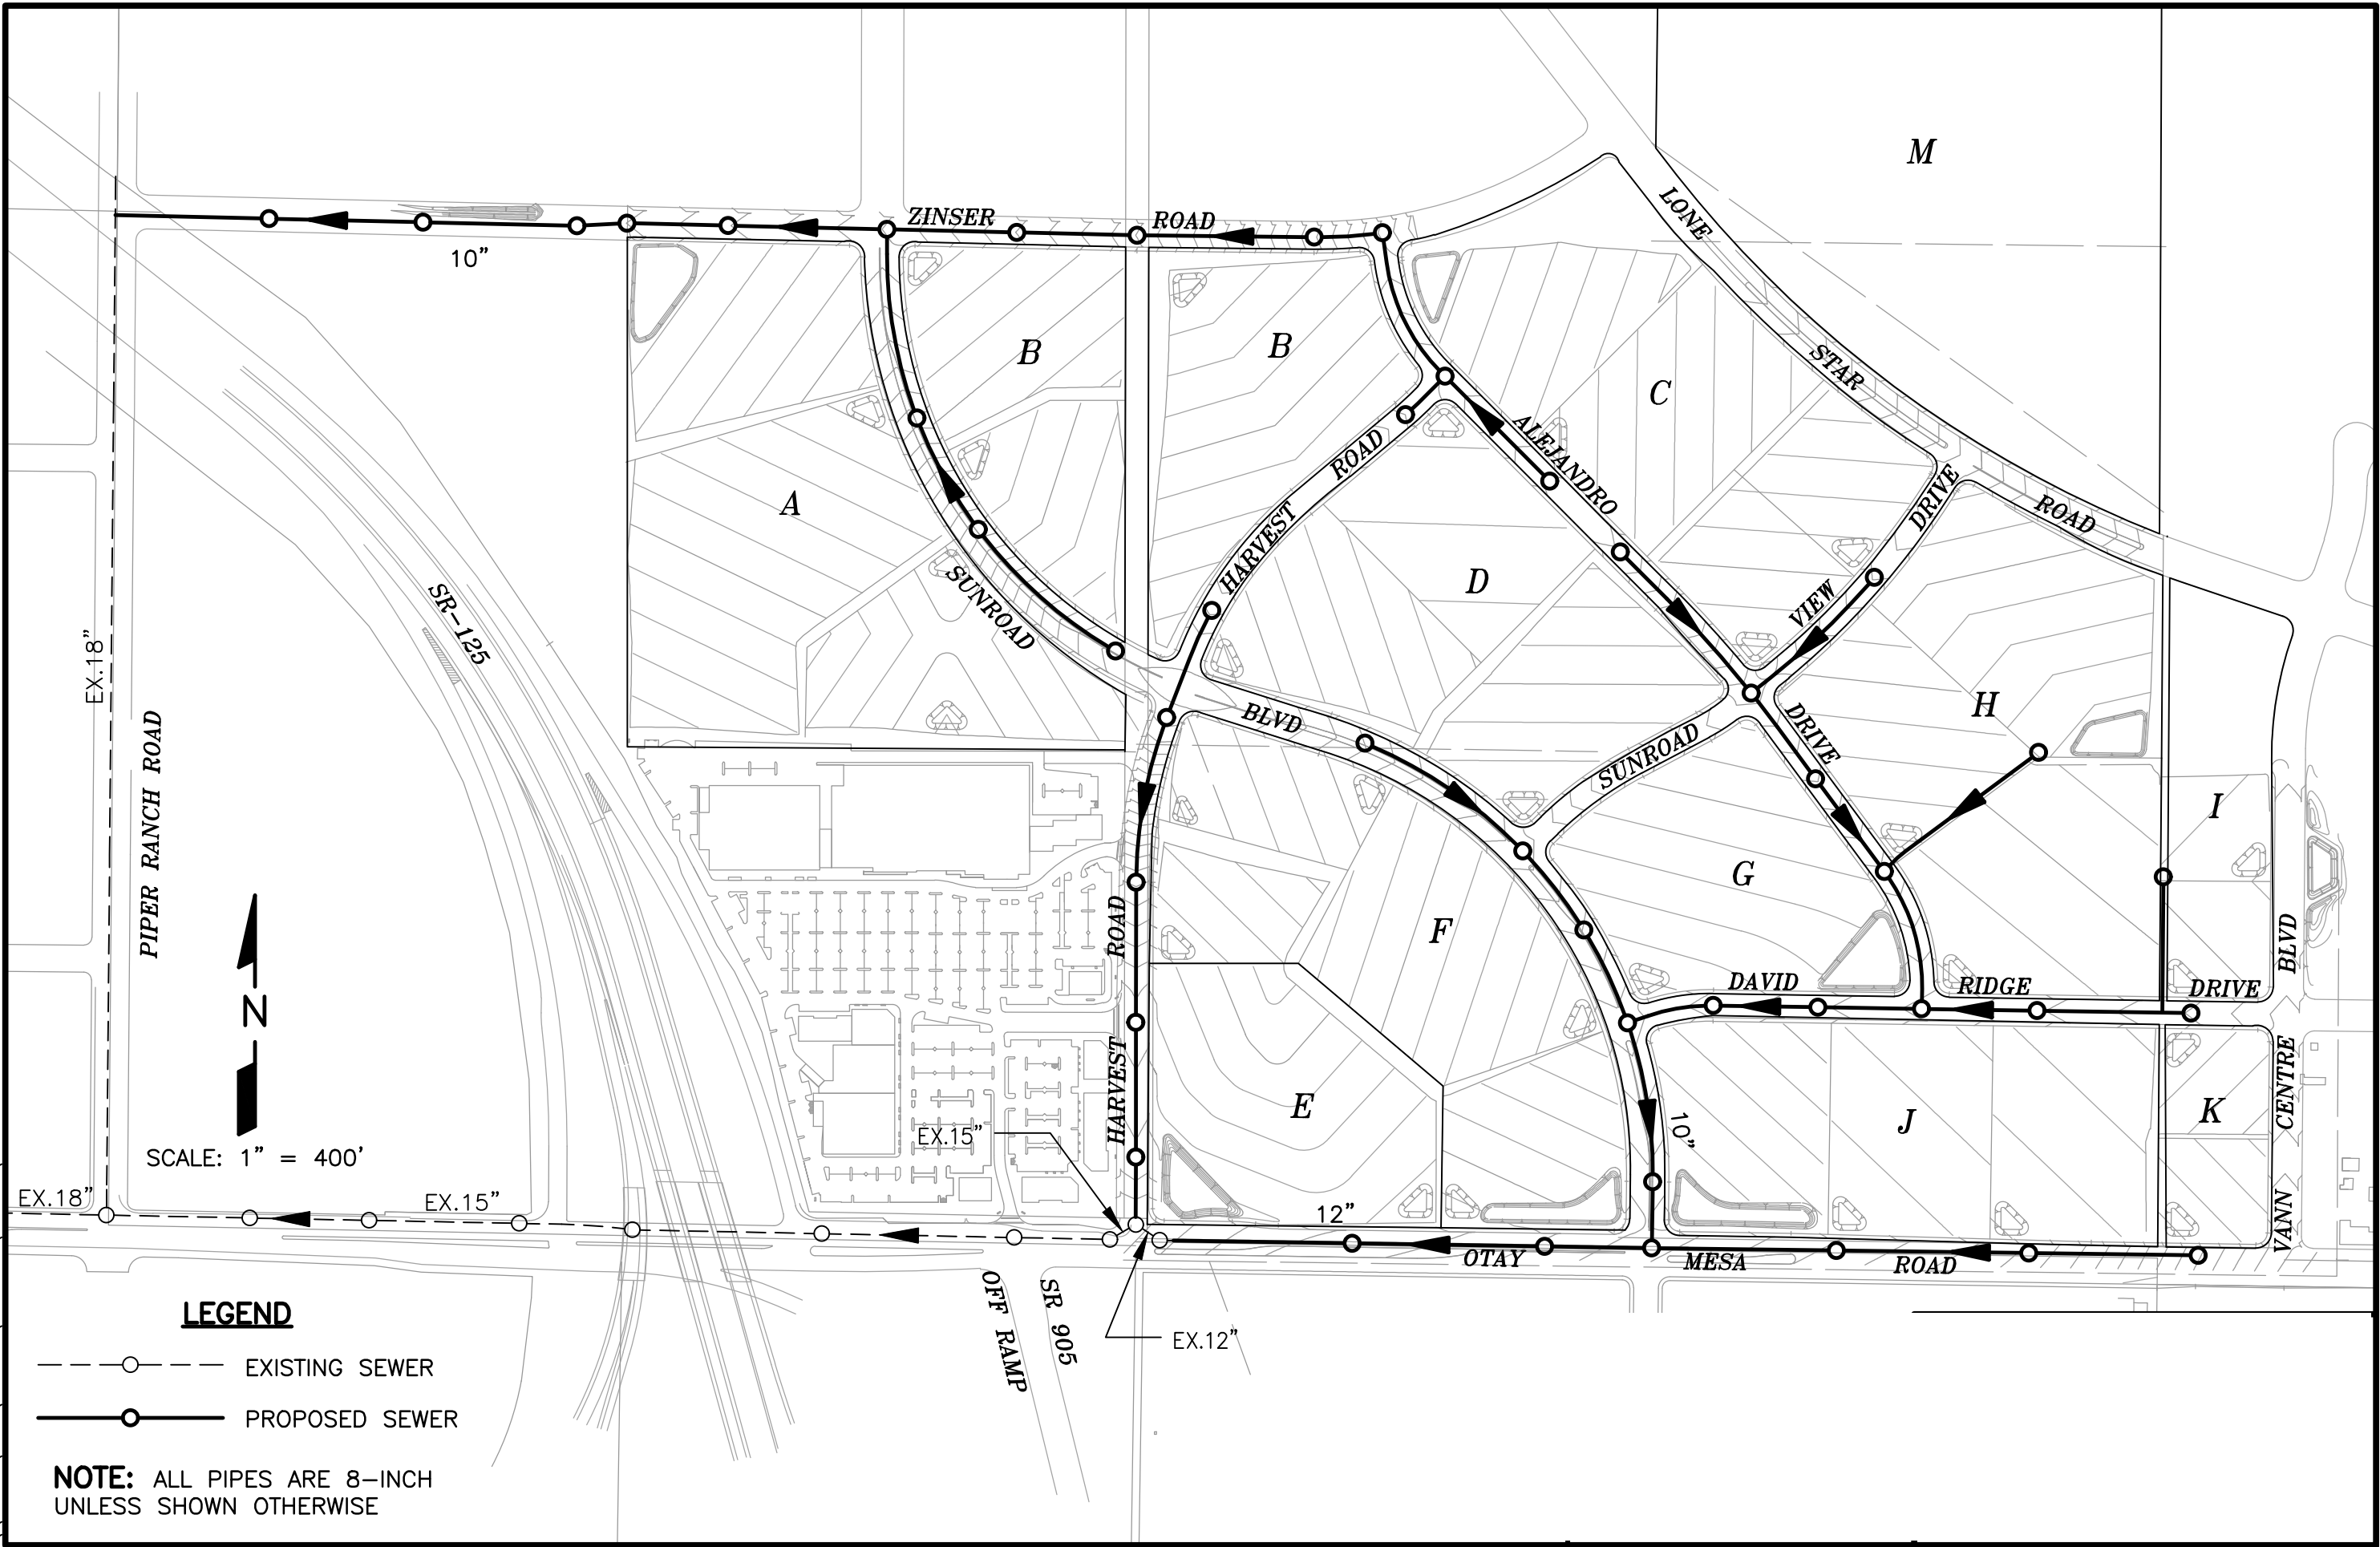 M
ZINSER
ROAD
LONE
10"
STAR
B
B
C
ALEJANDRO
ROAD
DRIVE
ROAD
A
HARVEST
SR-125
SUNROAD
D
VIEW
EX.18"
BLVD
SUNROAD
DRIVE
H
PIPER RANCH ROAD
I
G
F
ROAD
BLVD
DAVID
RIDGE
DRIVE
N
HARVEST
E
10"
J
K
CENTRE
EX.15"
SCALE: 1" = 400'
EX.18"
EX.15"
12"
VANN
OTAY
MESA
ROAD
OFF RAMP
SR 905
EX.12"
LEGEND
EXISTING SEWER
PROPOSED SEWER
NOTE: ALL PIPES ARE 8-INCH
UNLESS SHOWN OTHERWISE